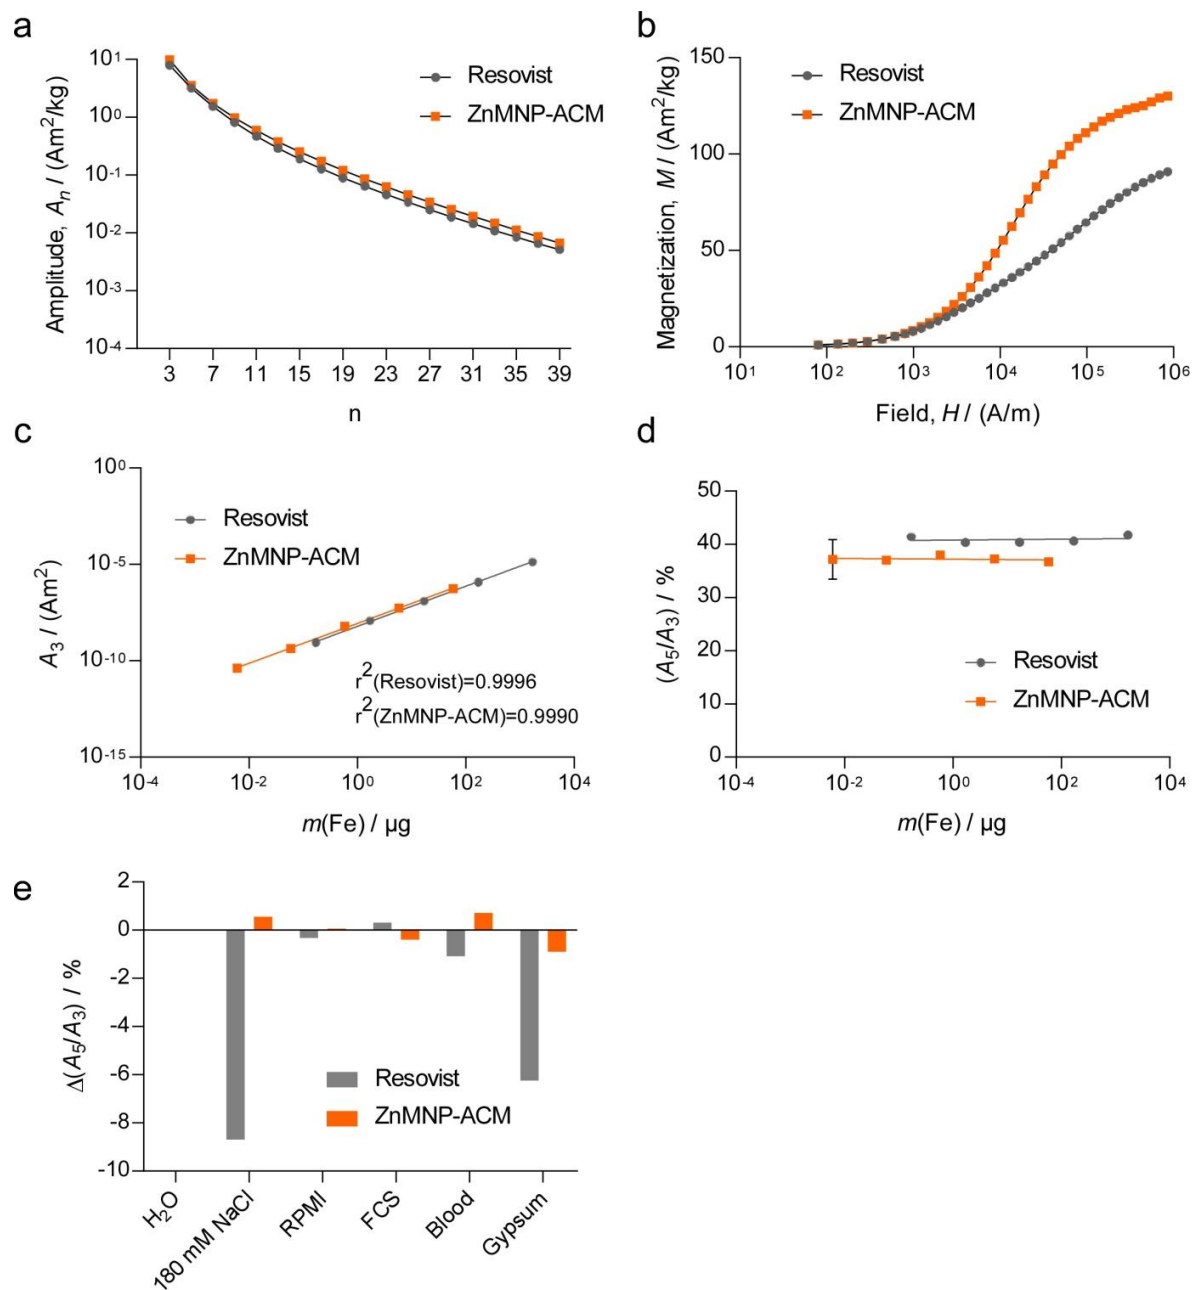 a
Amplitude, Aₙ / (Am²/kg)
10¹
10⁰
10⁻¹
10⁻²
10⁻³
10⁻⁴
Resovist
ZnMNP-ACM
3 7 11 15 19 23 27 31 35 39
n
b
Magnetization, M / (Am²/kg)
150
100
50
0
Resovist
ZnMNP-ACM
10¹ 10² 10³ 10⁴ 10⁵ 10⁶
Field, H / (A/m)
c
A₃ / (Am²)
10⁰
10⁻⁵
10⁻¹⁰
10⁻¹⁵
Resovist
ZnMNP-ACM
r²(Resovist)=0.9996
r²(ZnMNP-ACM)=0.9990
10⁻⁴ 10⁻² 10⁰ 10² 10⁴
m(Fe) / µg
d
(A₅/A₃) / %
50
40
30
20
10
0
Resovist
ZnMNP-ACM
10⁻⁴ 10⁻² 10⁰ 10² 10⁴
m(Fe) / µg
e
Δ(A₅/A₃) / %
2
0
-2
-4
-6
-8
-10
Resovist
ZnMNP-ACM
H₂O
180 mM NaCl
RPMI
FCS
Blood
Gypsum